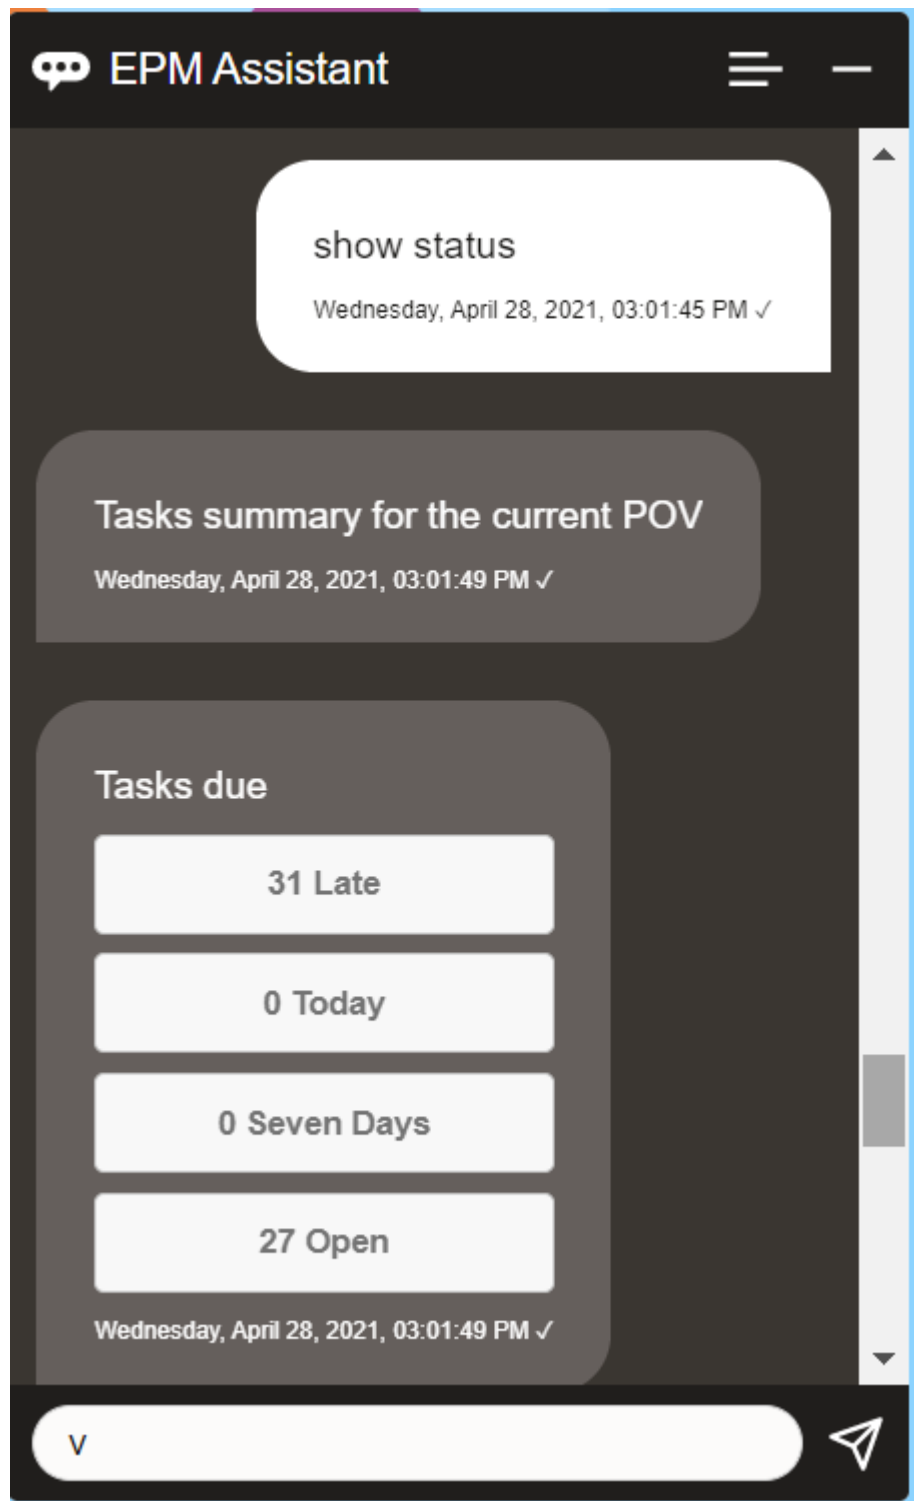 EPM Assistant
show status
Wednesday, April 28, 2021, 03:01:45 PM ✓
Tasks summary for the current POV
Wednesday, April 28, 2021, 03:01:49 PM ✓
Tasks due
31 Late
0 Today
0 Seven Days
27 Open
Wednesday, April 28, 2021, 03:01:49 PM ✓
v